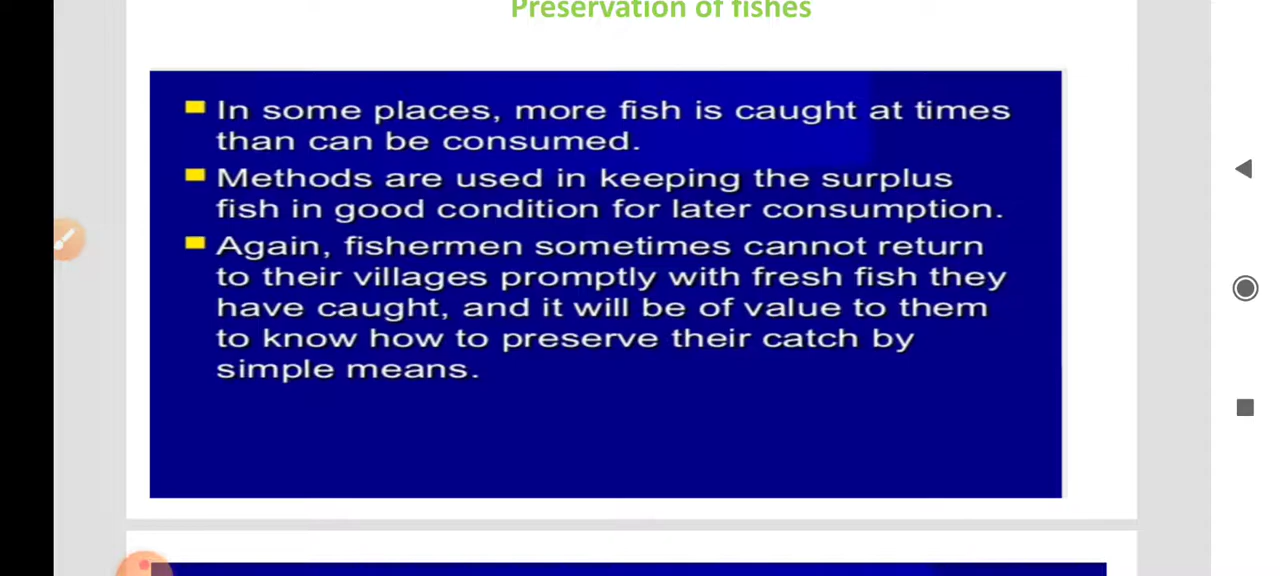 Preservation of fishes
In some places, more fish is caught at times
than can be consumed.
Methods are used in keeping the surplus
fish in good condition for later consumption.
Again, fishermen sometimes cannot return
to their villages promptly with fresh fish they
have caught, and it will be of value to them
to know how to preserve their catch by
simple means.